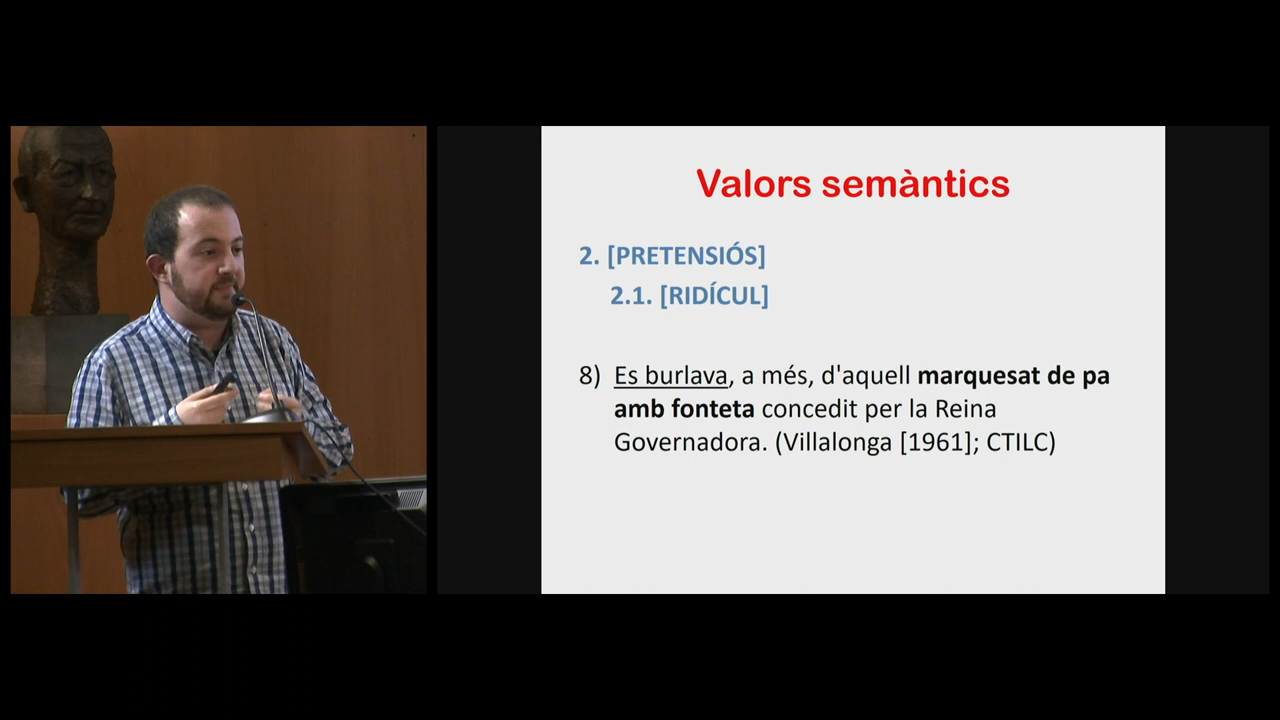 Valors semàntics
2. [PRETENSIÓS]
2.1. [RIDÍCUL]
8) Es burlava, a més, d'aquell marquesat de pa
amb fonteta concedit per la Reina
Governadora. (Villalonga [1961]; CTILC)